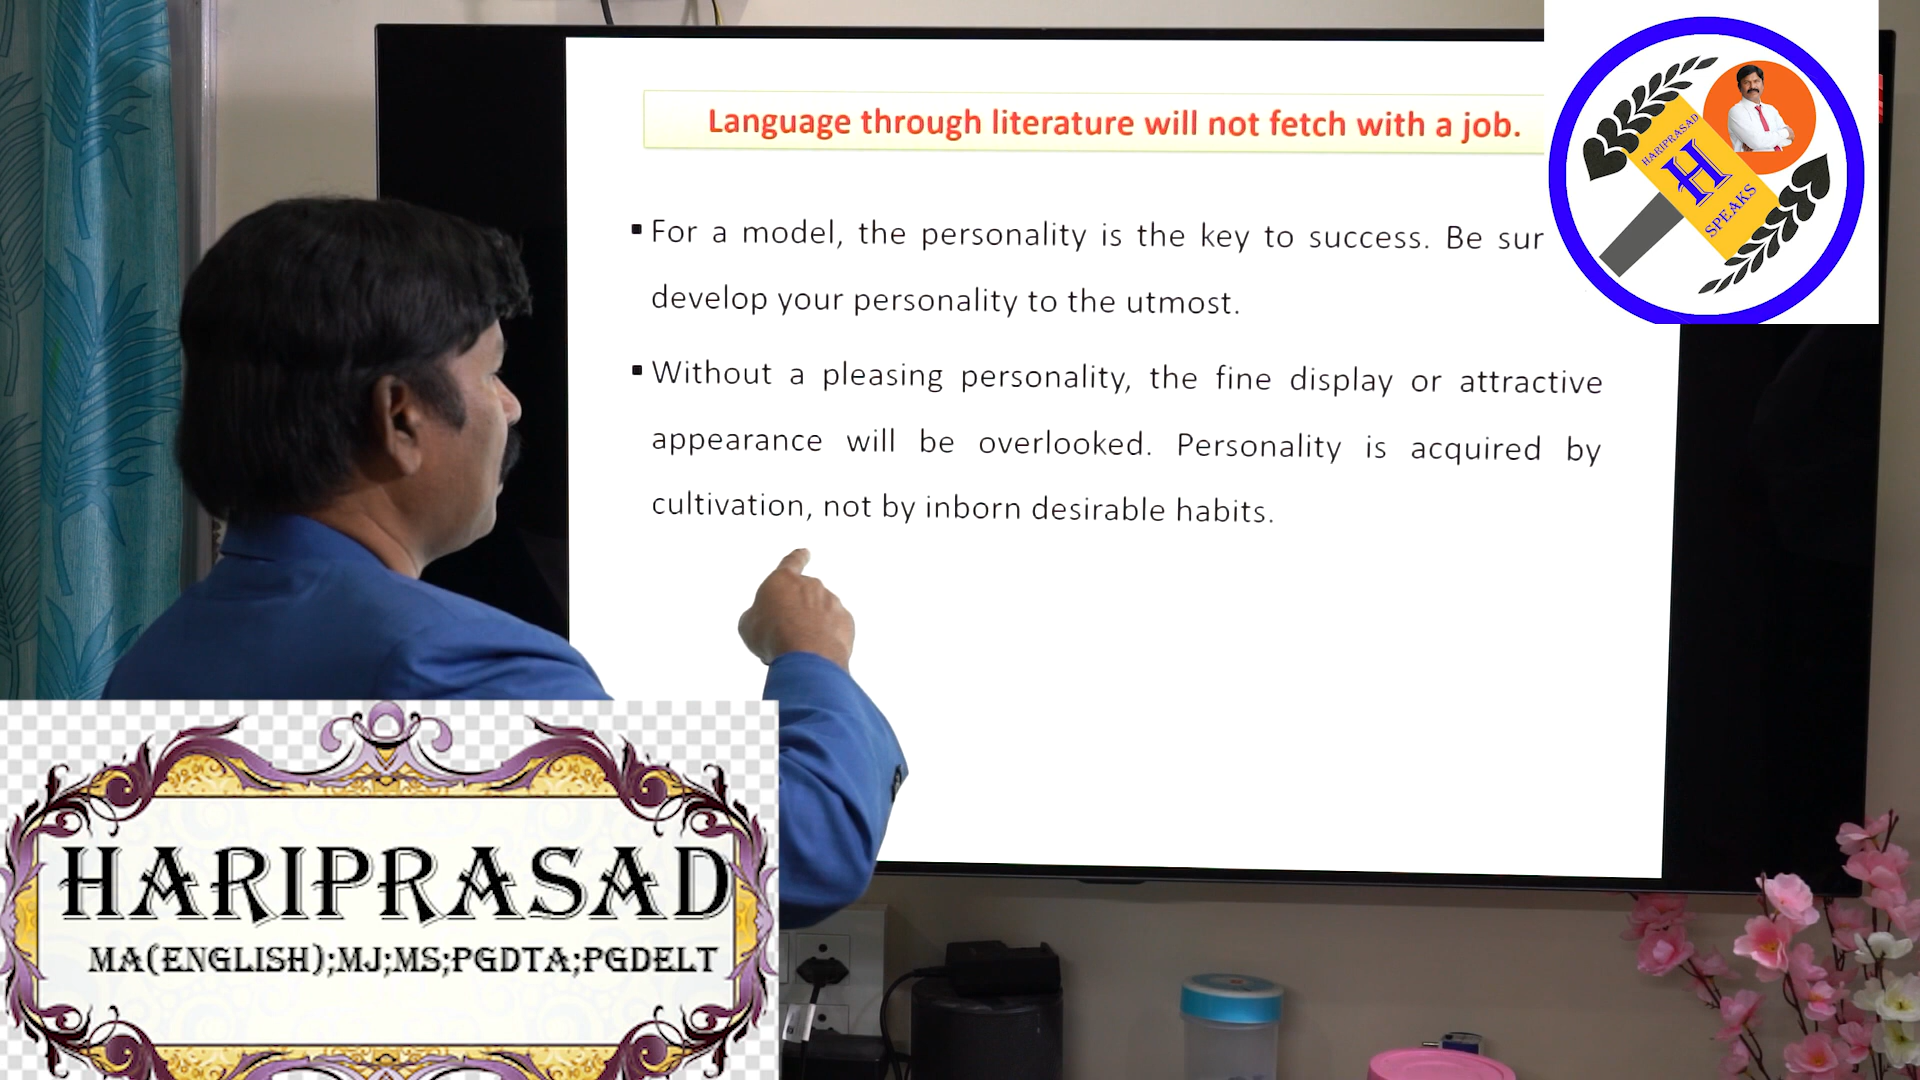 Language through literature will not fetch with a job.
For a model, the personality is the key to success. Be sur
develop your personality to the utmost.
Without a pleasing personality, the fine display or attractive
appearance will be overlooked. Personality is acquired by
cultivation, not by inborn desirable habits.
HARIPRASAD
H
SPEAKS
HARIPRASAD
MA(ENGLISH);MJ;MS;PGDTA;PGDELT